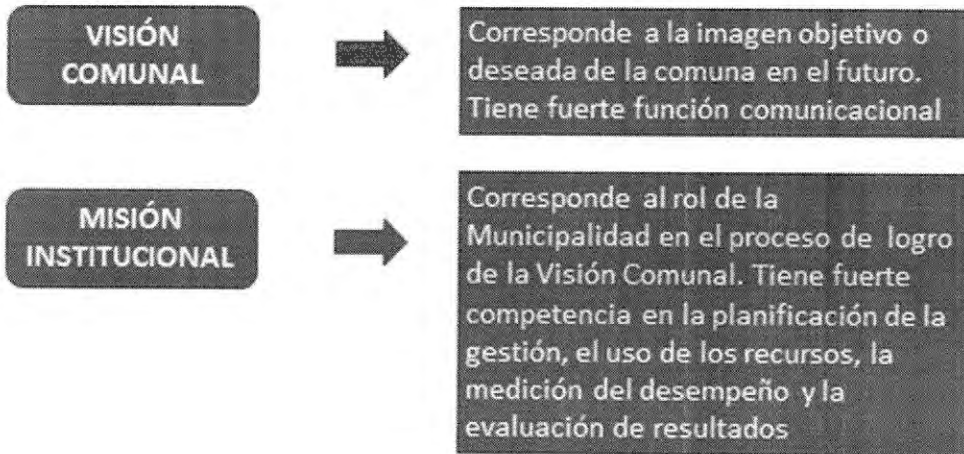 VISIÓN
COMUNAL
Corresponde a la imagen objetivo o
deseada de la comuna en el futuro.
Tiene fuerte función comunicacional
MISIÓN
INSTITUCIONAL
Corresponde al rol de la
Municipalidad en el proceso de logro
de la Visión Comunal. Tiene fuerte
competencia en la planificación de la
gestión, el uso de los recursos, la
medición del desempeño y la
evaluación de resultados